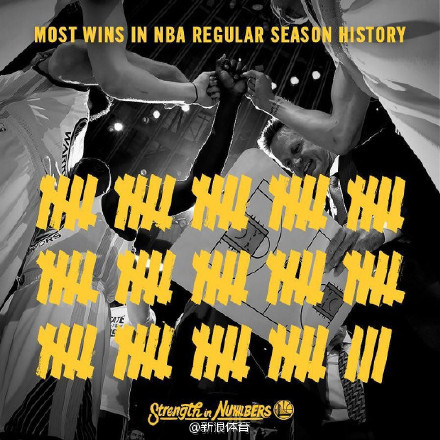 MOST WINS IN NBA REGULAR SEASON HISTORY
Strength in NUMBERS
@新浪体育